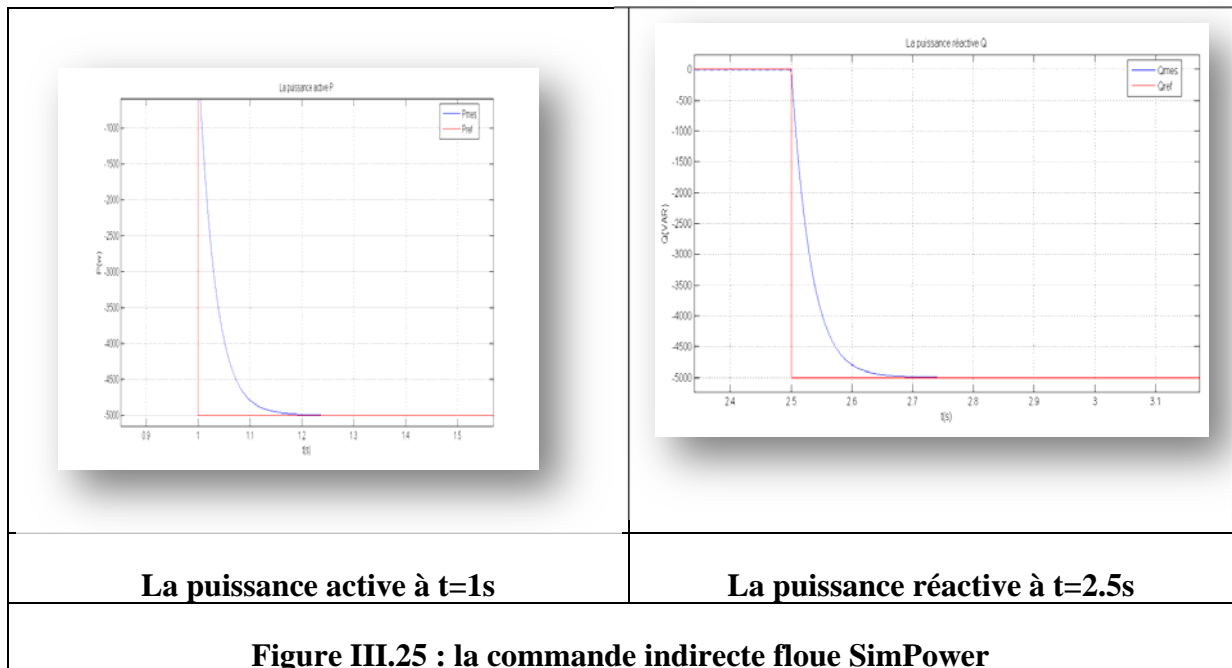 La puissance active P
Pmes
Pref
-1000
-1500
-2000
-2500
-3000
-3500
-4000
-4500
-5000
P(w)
0.9
1
1.1
1.2
1.3
1.4
1.5
t(s)
La puissance réactive Q
Qmes
Qref
0
-500
-1000
-1500
-2000
-2500
-3000
-3500
-4000
-4500
-5000
Q(VAR)
2.4
2.5
2.6
2.7
2.8
2.9
3
3.1
t(s)
La puissance active à t=1s
La puissance réactive à t=2.5s
Figure III.25 : la commande indirecte floue SimPower